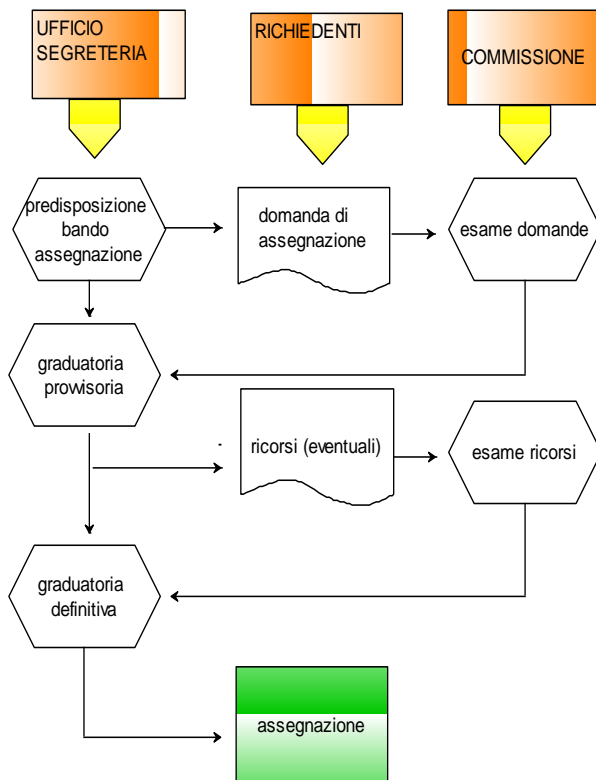 UFFICIO
SEGRETERIA
RICHIEDENTI
COMMISSIONE
predisposizione
bando
assegnazione
domanda di
assegnazione
esame domande
graduatoria
provvisoria
ricorsi (eventuali)
esame ricorsi
graduatoria
definitiva
assegnazione